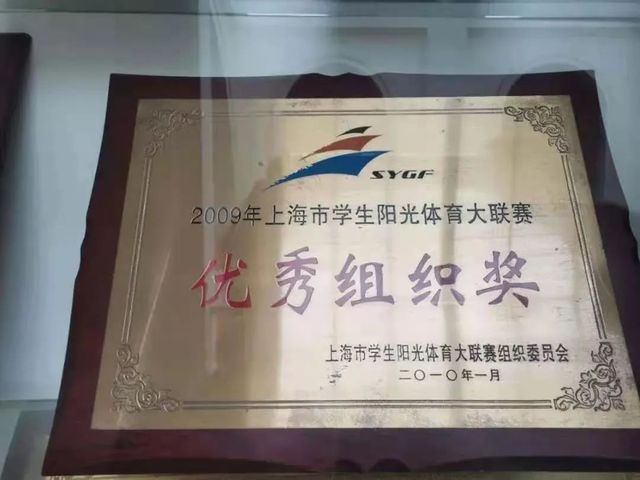 SYGF
2009年上海市学生阳光体育大联赛
优秀组织奖
上海市学生阳光体育大联赛组织委员会
二〇一〇年一月